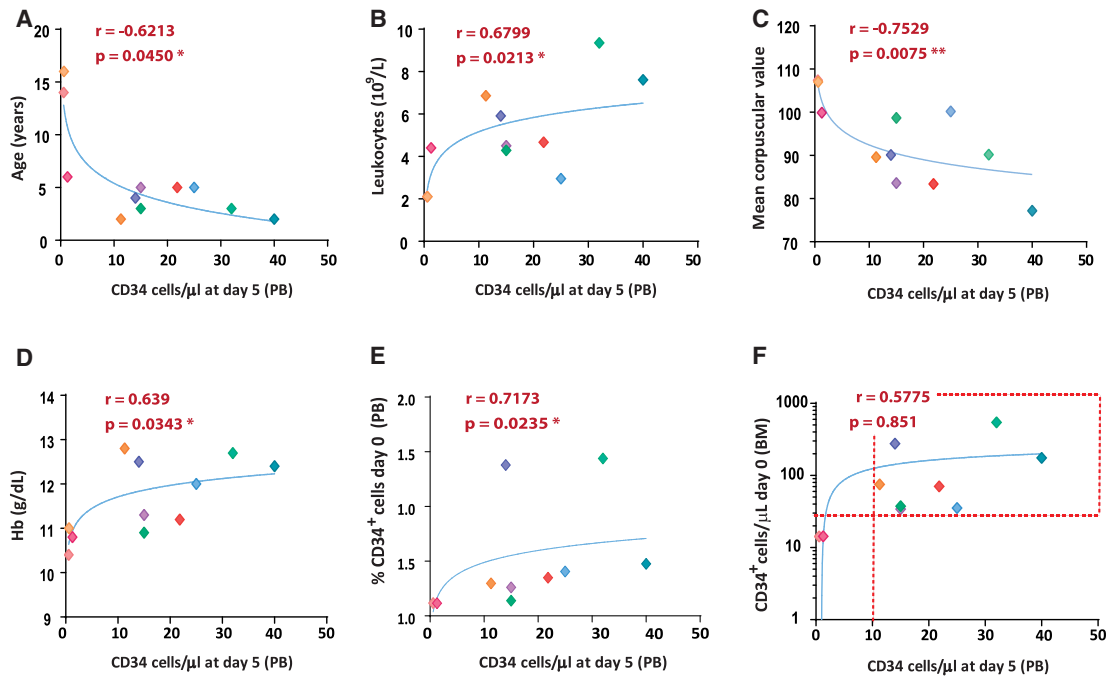 A
r = -0.6213
p = 0.0450 *
20
15
10
5
0
Age (years)
0 10 20 30 40 50
CD34 cells/μl at day 5 (PB)
B
r = 0.6799
p = 0.0213 *
10
8
6
4
2
0
Leukocytes (10⁹/L)
0 10 20 30 40 50
CD34 cells/μl at day 5 (PB)
C
r = -0.7529
p = 0.0075 **
120
110
100
90
80
70
Mean corpuscular value
0 10 20 30 40 50
CD34 cells/μl at day 5 (PB)
D
r = 0.639
p = 0.0343 *
14
13
12
11
10
9
Hb (g/dL)
0 10 20 30 40 50
CD34 cells/μl at day 5 (PB)
E
r = 0.7173
p = 0.0235 *
2.0
1.5
1.0
1.5
1.0
% CD34⁺ cells day 0 (PB)
0 10 20 30 40 50
CD34 cells/μl at day 5 (PB)
F
r = 0.5775
p = 0.851
1000
100
10
1
CD34⁺cells/μL day 0 (BM)
0 10 20 30 40 50
CD34 cells/μl at day 5 (PB)